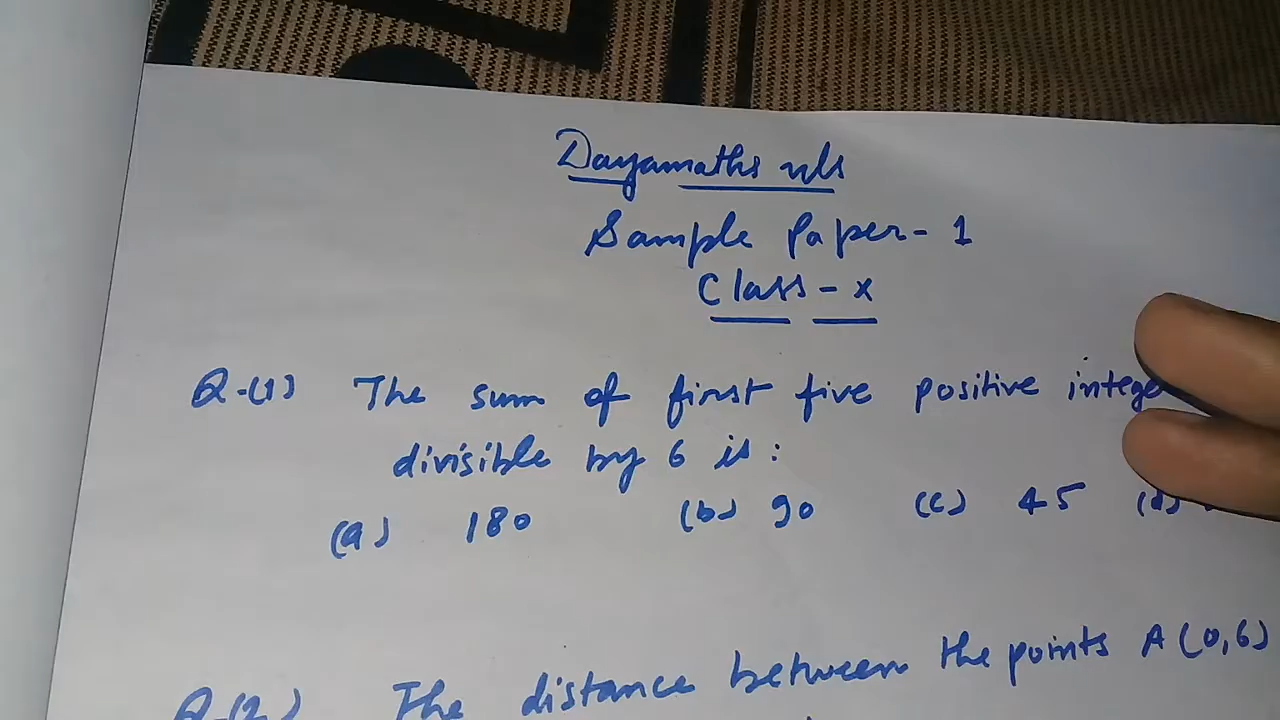 Dayamaths
Sample Paper - 1
Class - x
Q-(1) The sum of first five positive
divisible by 6 is :
(a) 180 (b) 90 (c) 45 (d)
Q-(2) The distance between the points A(0,6)